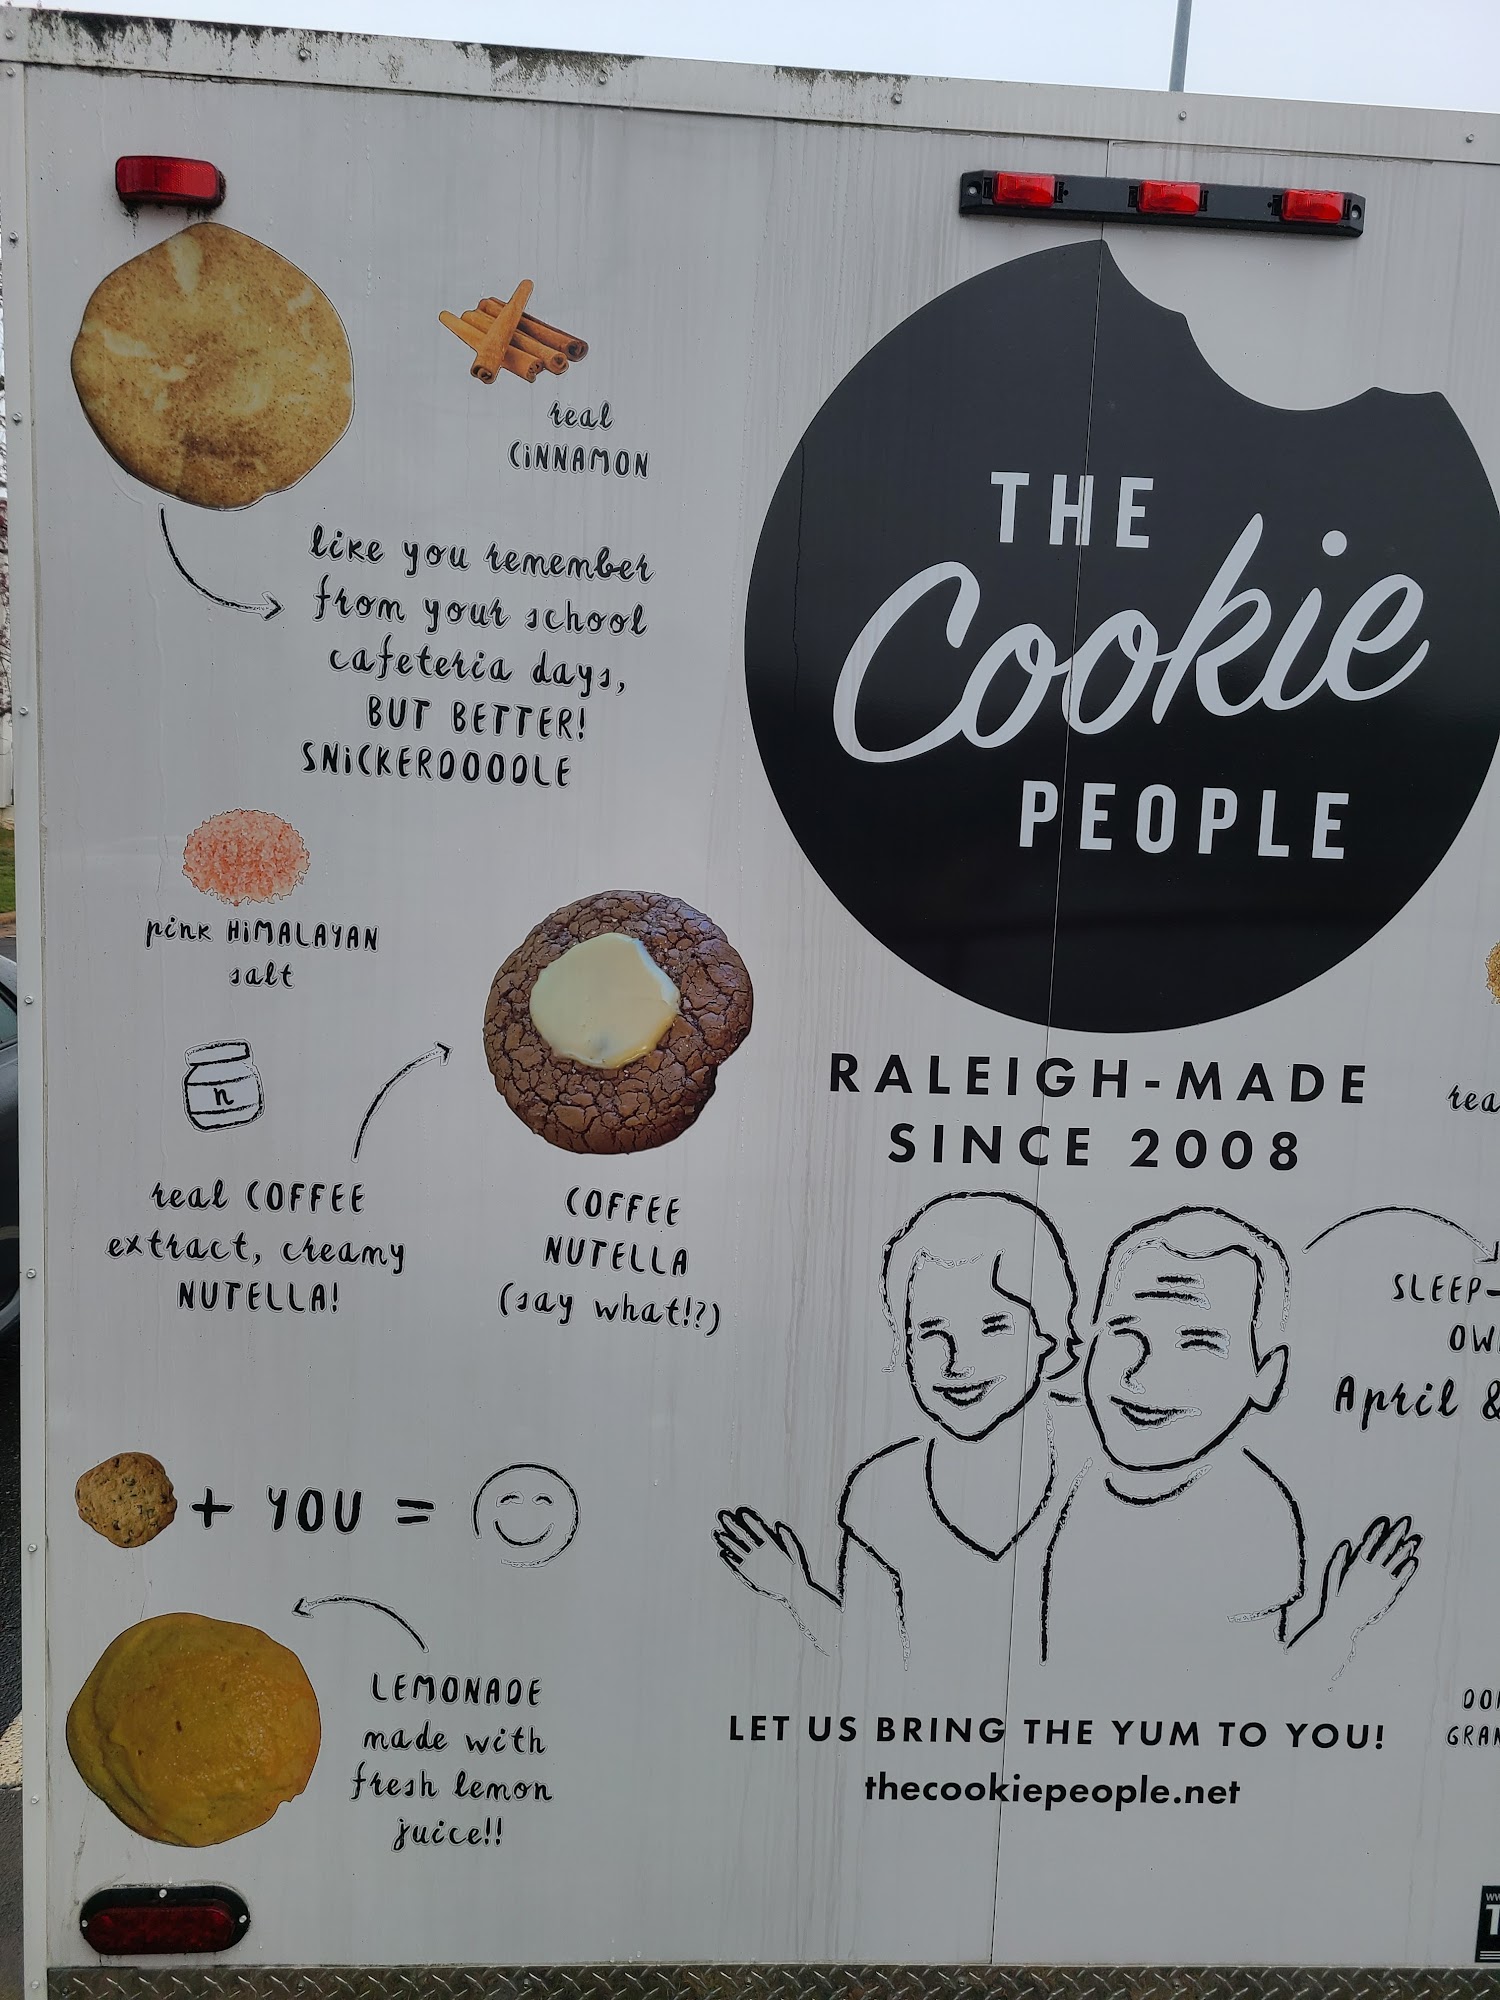 real
CiNNAMON
like you remember
from your school
cafeteria days,
BUT BETTER!
SNiCKERDOODLE
pink HiMALAYAN
salt
n
real COFFEE
extract, creamy
NUTELLA!
COFFEE
NUTELLA
(say what!?)
+ YOU =
LEMONADE
made with
fresh lemon
juice!!
THE
Cookie
PEOPLE
RALEIGH-MADE
SINCE 2008
SLEEP-
April &
LET US BRING THE YUM TO YOU!
thecookiepeople.net